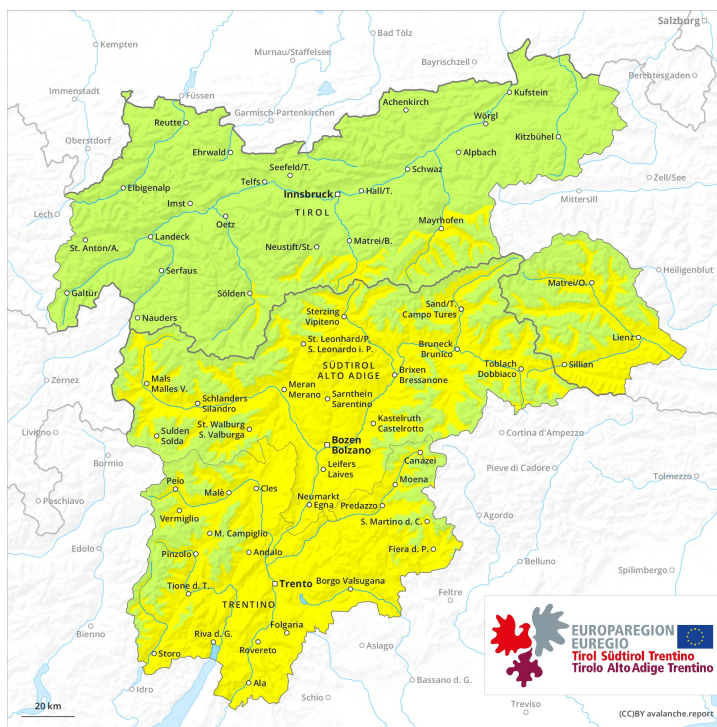 Salzburg
Kempten
Bad Tölz
Murnau/Staffelsee
Bayrischzell
Berchtesgaden
Immenstadt
Füssen
Garmisch-Partenkirchen
Achenkirch
Kufstein
Reutte
Wörgl
Oberstdorf
Ehrwald
Kitzbühel
Seefeld/T.
Alpbach
Elbigenalp
Telfs
Schwaz
Zell/See
Innsbruck
Hall/T.
Mittersill
Imst
TIROL
Lech
Oetz
Mayrhofen
St. Anton/A.
Landeck
Neustift/St.
Matrei/B.
Serfaus
Heiligenblut
Galtür
Sölden
Matrei/O.
Nauders
Sterzing
Vipiteno
Sand/T.
Campo Tures
St. Leonhard/P.
S. Leonardo i. P.
Bruneck
Brunico
Lienz
Zernez
Mals
Malles V.
SÜDTIROL
ALTO ADIGE
Toblach
Dobbiaco
Sillian
Meran
Merano
Brixen
Bressanone
Schlanders
Silandro
Sarnthein
Sarentino
St. Walburg
S. Valburga
Kastelruth
Castelrotto
Livigno
Sulden
Solda
Cortina d'Ampezzo
Bozen
Bolzano
Bormio
Canazei
Pieve di Cadore
Leifers
Laives
Tolmezzo
Peio
Malè
Cles
Moena
Poschiavo
Neumarkt
Egna
Predazzo
Vermiglio
Agordo
S. Martino d. C.
M. Campiglio
Edolo
Pinzolo
Andalo
Fiera d. P.
Belluno
Spilimbergo
Tione d. T.
Trento
Borgo Valsugana
Feltre
TRENTINO
Bienno
Riva d. G.
Folgaria
Rovereto
Storo
Asiago
Idro
Ala
Bassano d. G.
Schio
Treviso
EUROPAREGION
EUREGIO
Tirol Südtirol Trentino
Tirolo Alto Adige Trentino
20 km
(CC)BY avalanche.report